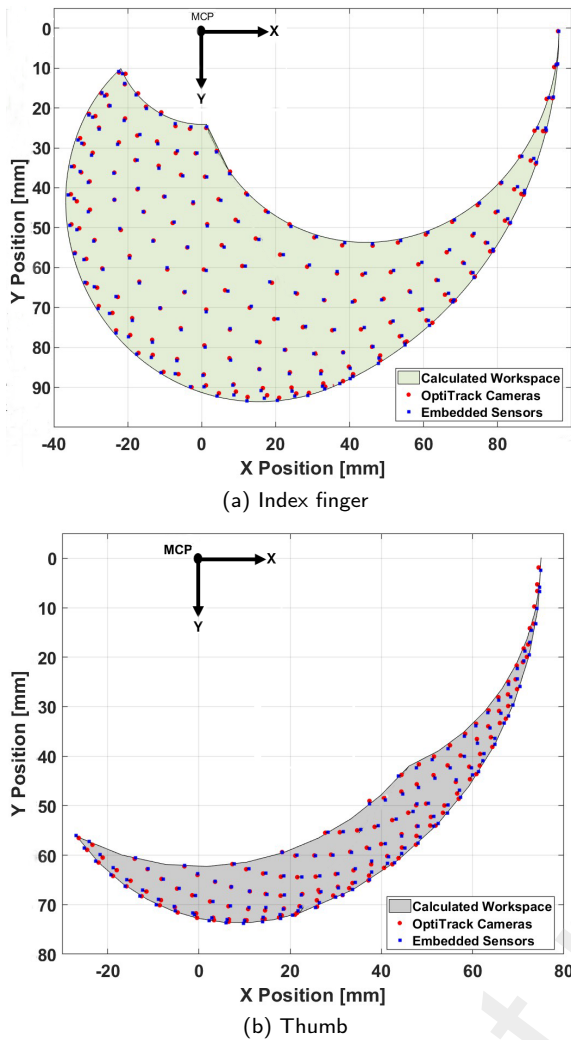 MCP
X
Y
0
10
20
30
40
50
60
70
80
90
Y Position [mm]
-40
-20
0
20
40
60
80
X Position [mm]
Calculated Workspace
OptiTrack Cameras
Embedded Sensors
(a) Index finger
MCP
X
Y
0
10
20
30
40
50
60
70
80
Y Position [mm]
-20
0
20
40
60
80
X Position [mm]
Calculated Workspace
OptiTrack Cameras
Embedded Sensors
(b) Thumb